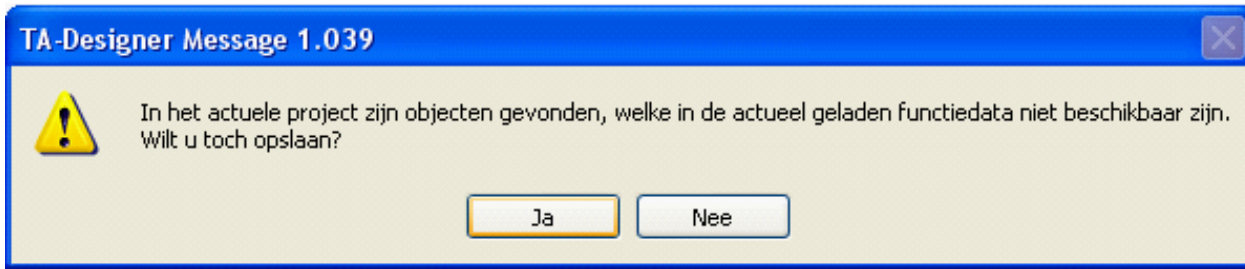 TA-Designer Message 1.039
In het actuele project zijn objecten gevonden, welke in de actueel geladen functiedata niet beschikbaar zijn.
Wilt u toch opslaan?
Ja
Nee